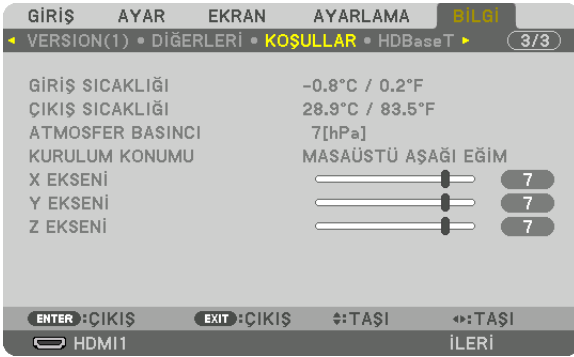 GİRİŞ AYAR EKRAN AYARLAMA BİLGİ
◄ VERSION(1) • DİĞERLERİ • KOŞULLAR • HDBaseT ► 3/3
GİRİŞ SICAKLIĞI -0.8°C / 0.2°F
ÇIKIŞ SICAKLIĞI 28.9°C / 83.5°F
ATMOSFER BASINCI 7[hPa]
KURULUM KONUMU MASAÜSTÜ AŞAĞI EĞİM
X EKSENİ 7
Y EKSENİ 7
Z EKSENİ 7
ENTER :ÇIKIŞ EXIT :ÇIKIŞ :TAŞI :TAŞI
HDMI1 İLERİ